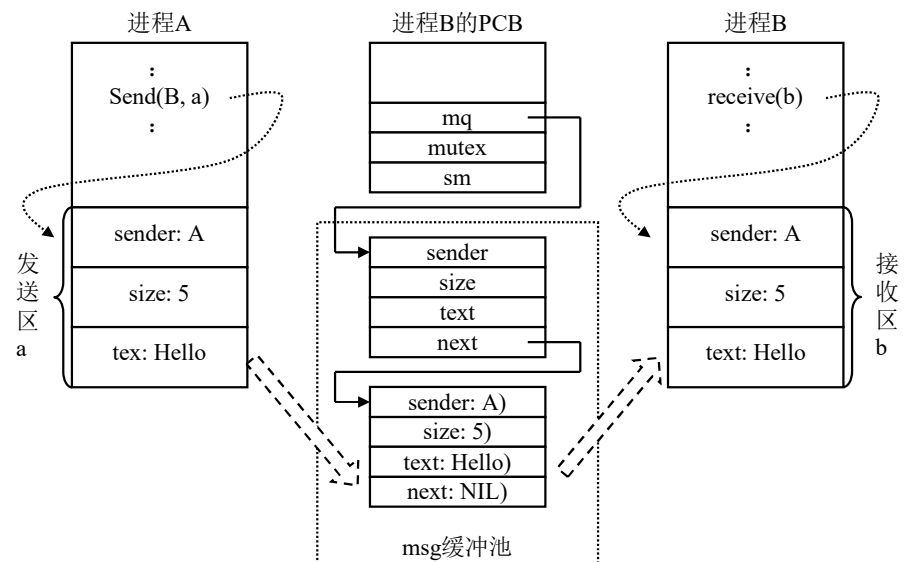 进程A
⋮
Send(B, a)
⋮
sender: A
size: 5
tex: Hello
发送区a
进程B的PCB
mq
mutex
sm
sender
size
text
next
sender: A)
size: 5)
text: Hello)
next: NIL)
msg缓冲池
进程B
⋮
receive(b)
⋮
sender: A
size: 5
text: Hello
接收区b